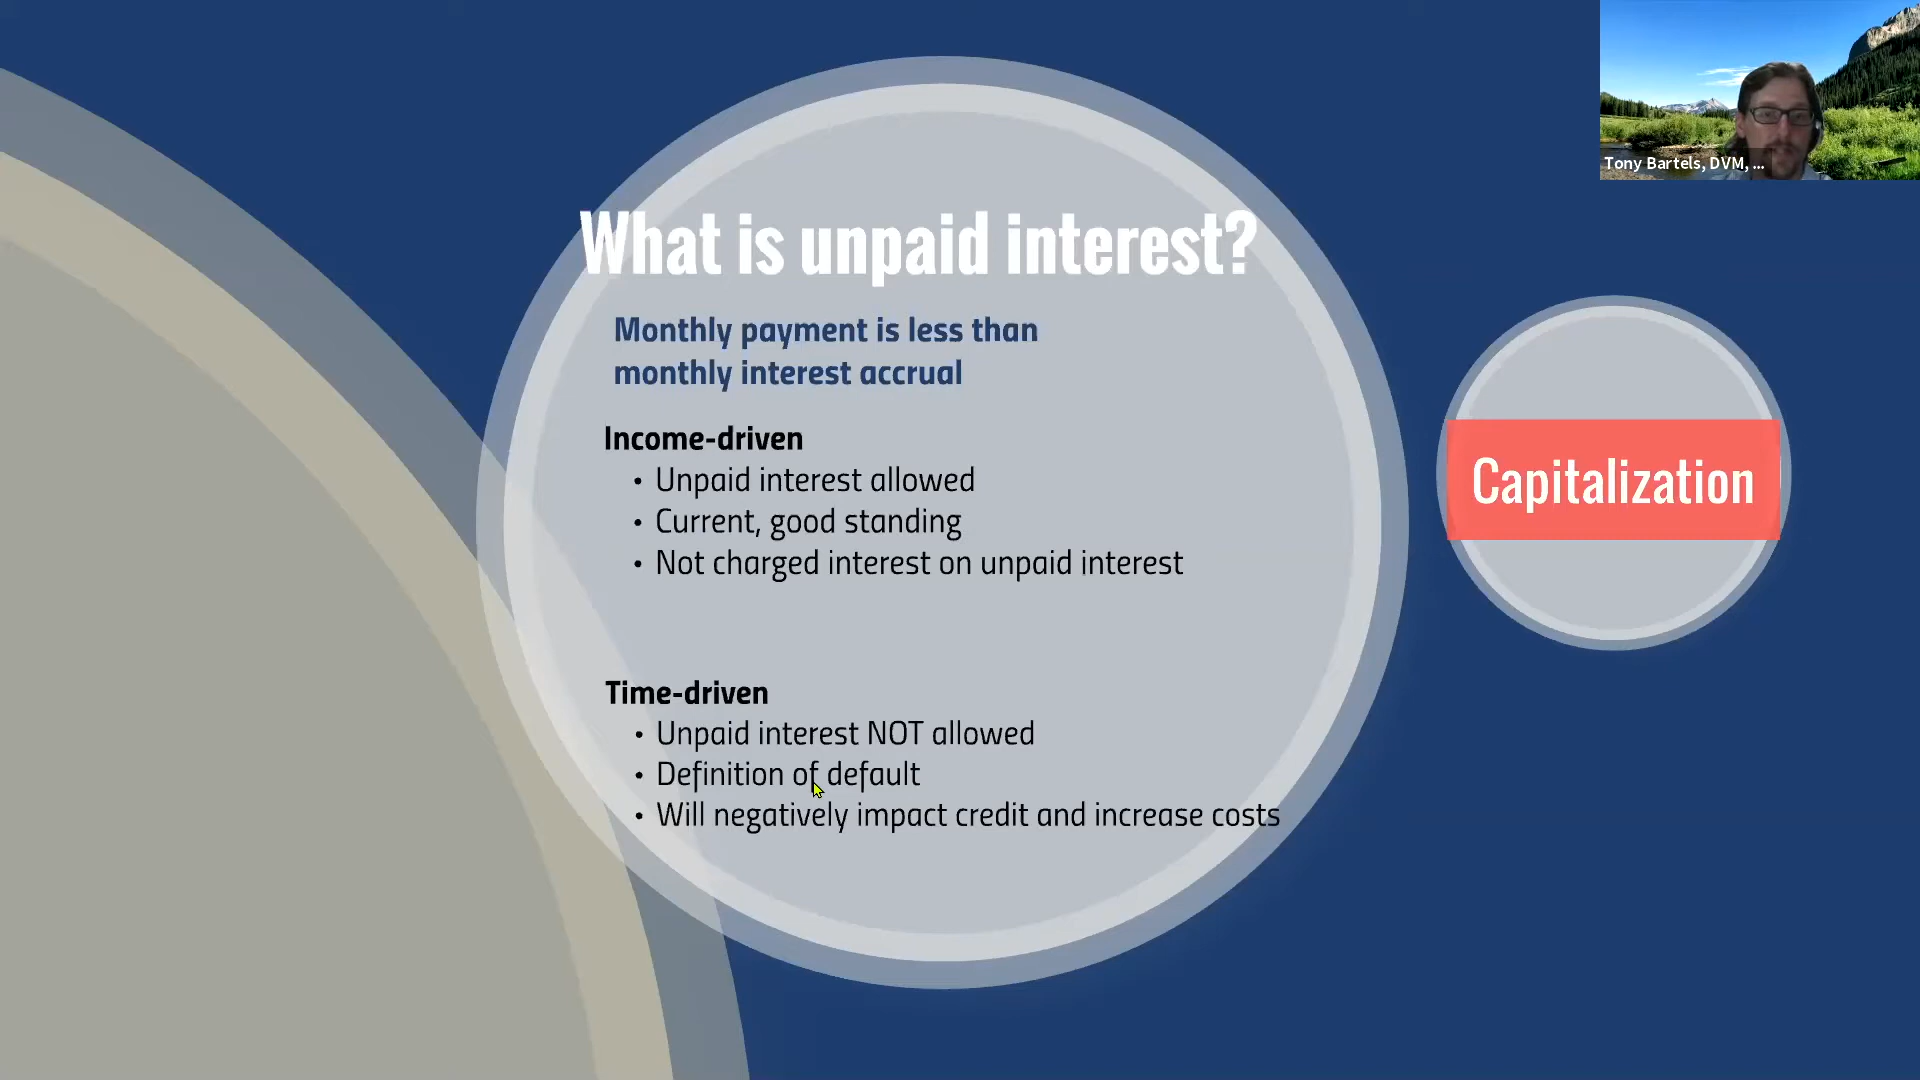 What is unpaid interest?
Monthly payment is less than
monthly interest accrual
Income-driven
• Unpaid interest allowed
• Current, good standing
• Not charged interest on unpaid interest
Time-driven
• Unpaid interest NOT allowed
• Definition of default
• Will negatively impact credit and increase costs
Capitalization
Tony Bartels, DVM, ...